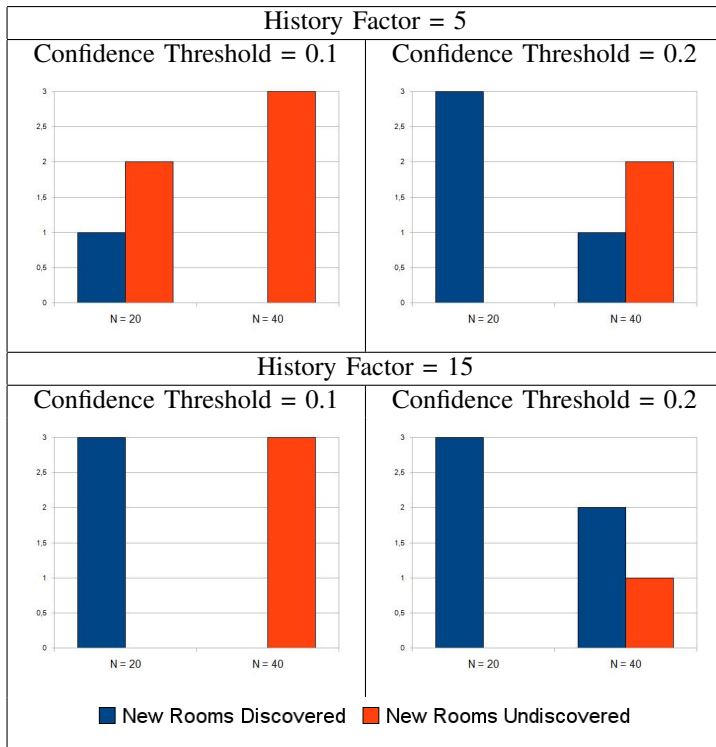 History Factor = 5
Confidence Threshold = 0.1
Confidence Threshold = 0.2
3
2,5
2
1,5
1
0,5
0
N = 20
N = 40
3
2,5
2
1,5
1
0,5
0
N = 20
N = 40
History Factor = 15
Confidence Threshold = 0.1
Confidence Threshold = 0.2
3
2,5
2
1,5
1
0,5
0
N = 20
N = 40
3
2,5
2
1,5
1
0,5
0
N = 20
N = 40
New Rooms Discovered
New Rooms Undiscovered